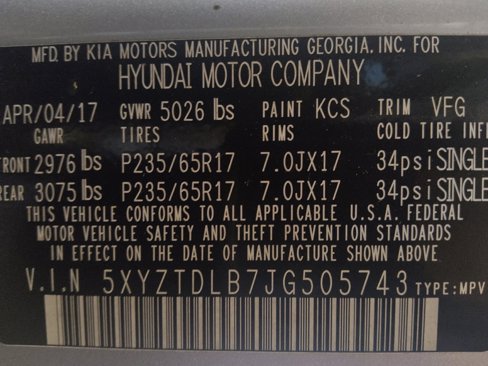 MFD. BY KIA MOTORS MANUFACTURING GEORGIA, INC. FOR
HYUNDAI MOTOR COMPANY
APR/04/17 GVWR 5026 lbs PAINT KCS TRIM VFG
GAWR TIRES RIMS COLD TIRE INFL
FRONT 2976 lbs P235/65R17 7.0JX17 34psi SINGLE
REAR 3075 lbs P235/65R17 7.0JX17 34psi SINGLE
THIS VEHICLE CONFORMS TO ALL APPLICABLE U.S.A. FEDERAL
MOTOR VEHICLE SAFETY AND THEFT PREVENTION STANDARDS
IN EFFECT ON THE DATE OF MANUFACTURE SHOWN ABOVE.
V.I.N 5XYZTDLB7JG505743 TYPE:MPV